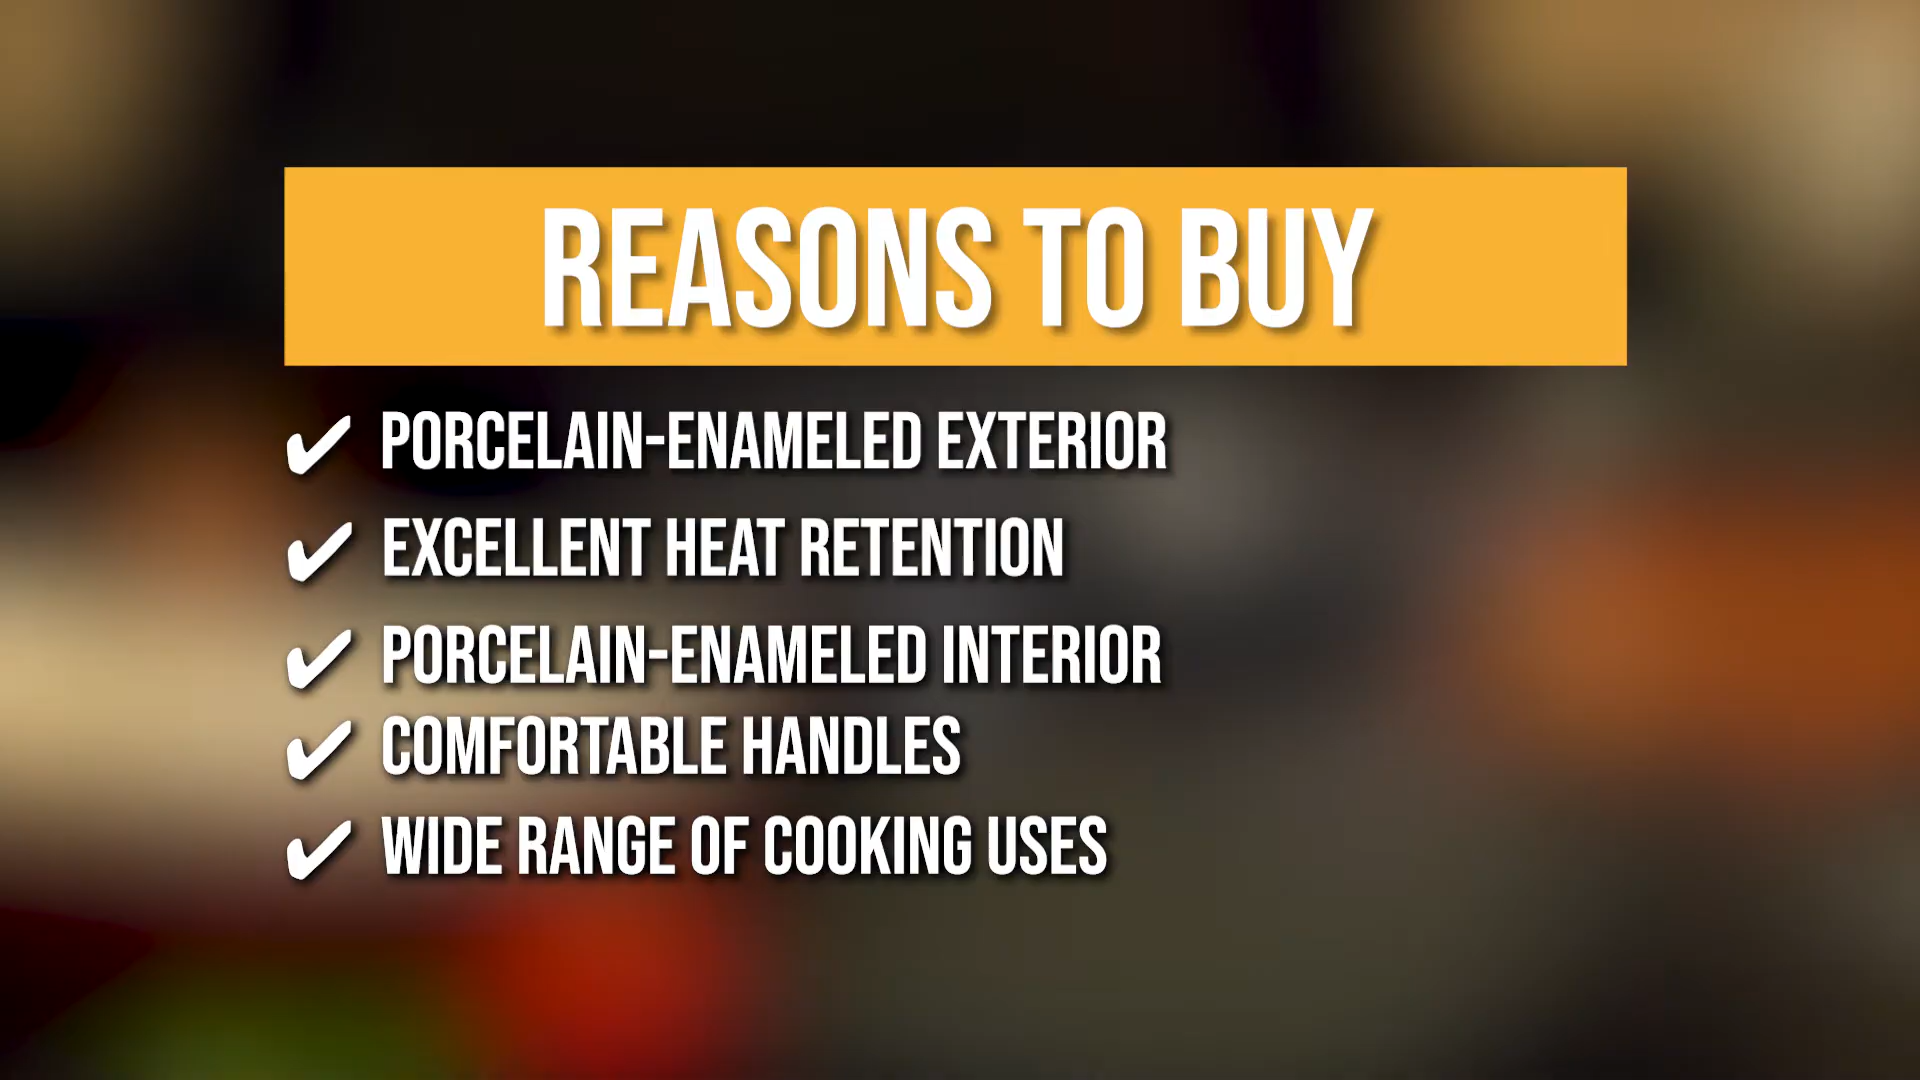 REASONS TO BUY
✔ PORCELAIN-ENAMELED EXTERIOR
✔ EXCELLENT HEAT RETENTION
✔ PORCELAIN-ENAMELED INTERIOR
✔ COMFORTABLE HANDLES
✔ WIDE RANGE OF COOKING USES